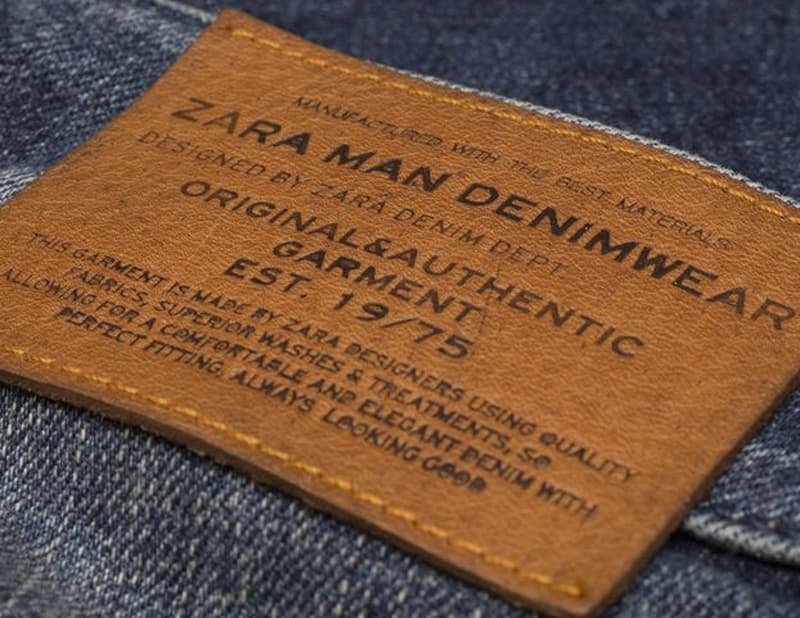 MANUFACTURED WITH THE BEST MATERIALS
ZARA MAN DENIMWEAR
DESIGNED BY ZARA DENIM DEPT.
ORIGINAL&AUTHENTIC
GARMENT
EST. 19/75
THIS GARMENT IS MADE BY ZARA DESIGNERS USING QUALITY
FABRICS, SUPERIOR WASHES & TREATMENTS, SO
ALLOWING FOR A COMFORTABLE AND ELEGANT DENIM WITH
PERFECT FITTING. ALWAYS LOOKING GOOD